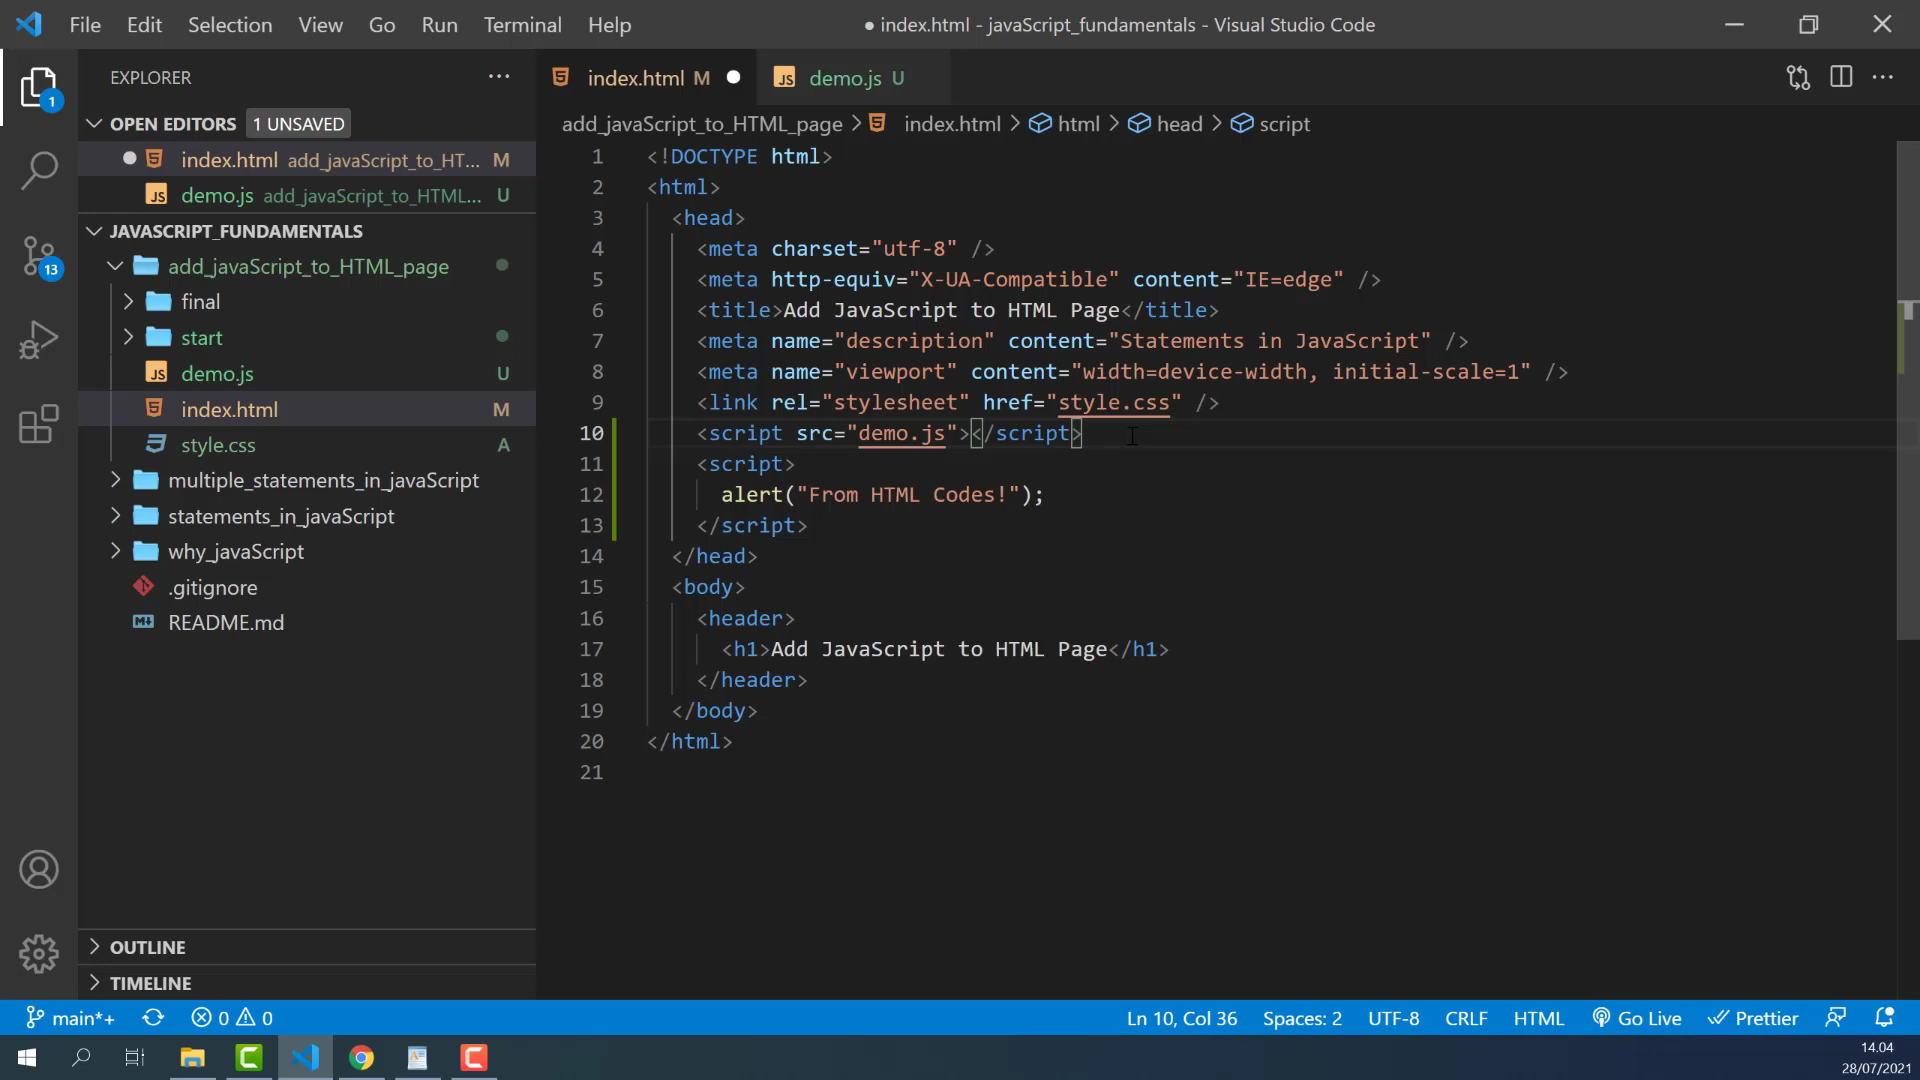 File Edit Selection View Go Run Terminal Help ● index.html - javaScript_fundamentals - Visual Studio Code
EXPLORER ···
1
OPEN EDITORS 1 UNSAVED
index.html add_javaScript_to_HT... M
JS demo.js add_javaScript_to_HTML... U
JAVASCRIPT_FUNDAMENTALS
add_javaScript_to_HTML_page
13
final
start
JS demo.js U
index.html M
style.css A
multiple_statements_in_javaScript
statements_in_javaScript
why_javaScript
.gitignore
README.md
OUTLINE
TIMELINE
index.html M ● JS demo.js U
add_javaScript_to_HTML_page > index.html > html > head > script
1 <!DOCTYPE html>
2 <html>
3 <head>
4 <meta charset="utf-8" />
5 <meta http-equiv="X-UA-Compatible" content="IE=edge" />
6 <title>Add JavaScript to HTML Page</title>
7 <meta name="description" content="Statements in JavaScript" />
8 <meta name="viewport" content="width=device-width, initial-scale=1" />
9 <link rel="stylesheet" href="style.css" />
10 <script src="demo.js"></script>
11 <script>
12 alert("From HTML Codes!");
13 </script>
14 </head>
15 <body>
16 <header>
17 <h1>Add JavaScript to HTML Page</h1>
18 </header>
19 </body>
20 </html>
21
main*+ 0 0 Ln 10, Col 36 Spaces: 2 UTF-8 CRLF HTML Go Live Prettier
14.04
28/07/2021